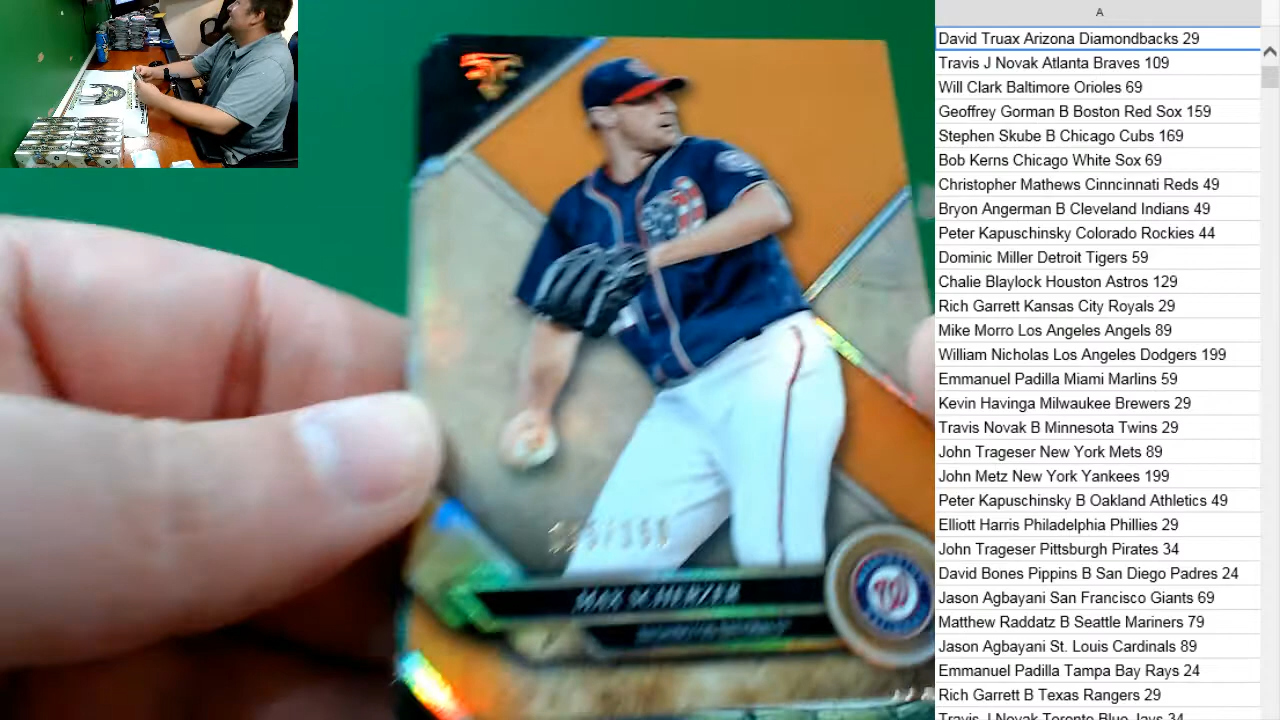 A
David Truax Arizona Diamondbacks 29
Travis J Novak Atlanta Braves 109
Will Clark Baltimore Orioles 69
Geoffrey Gorman B Boston Red Sox 159
Stephen Skube B Chicago Cubs 169
Bob Kerns Chicago White Sox 69
Christopher Mathews Cinncinnati Reds 49
Bryon Angerman B Cleveland Indians 49
Peter Kapuschinsky Colorado Rockies 44
Dominic Miller Detroit Tigers 59
Chalie Blaylock Houston Astros 129
Rich Garrett Kansas City Royals 29
Mike Morro Los Angeles Angels 89
William Nicholas Los Angeles Dodgers 199
Emmanuel Padilla Miami Marlins 59
Kevin Havinga Milwaukee Brewers 29
Travis Novak B Minnesota Twins 29
John Trageser New York Mets 89
John Metz New York Yankees 199
Peter Kapuschinsky B Oakland Athletics 49
Elliott Harris Philadelphia Phillies 29
John Trageser Pittsburgh Pirates 34
David Bones Pippins B San Diego Padres 24
Jason Agbayani San Francisco Giants 69
Matthew Raddatz B Seattle Mariners 79
Jason Agbayani St. Louis Cardinals 89
Emmanuel Padilla Tampa Bay Rays 24
Rich Garrett B Texas Rangers 29
Travis J Novak Toronto Blue Jays 34
MAX SCHERZER
W